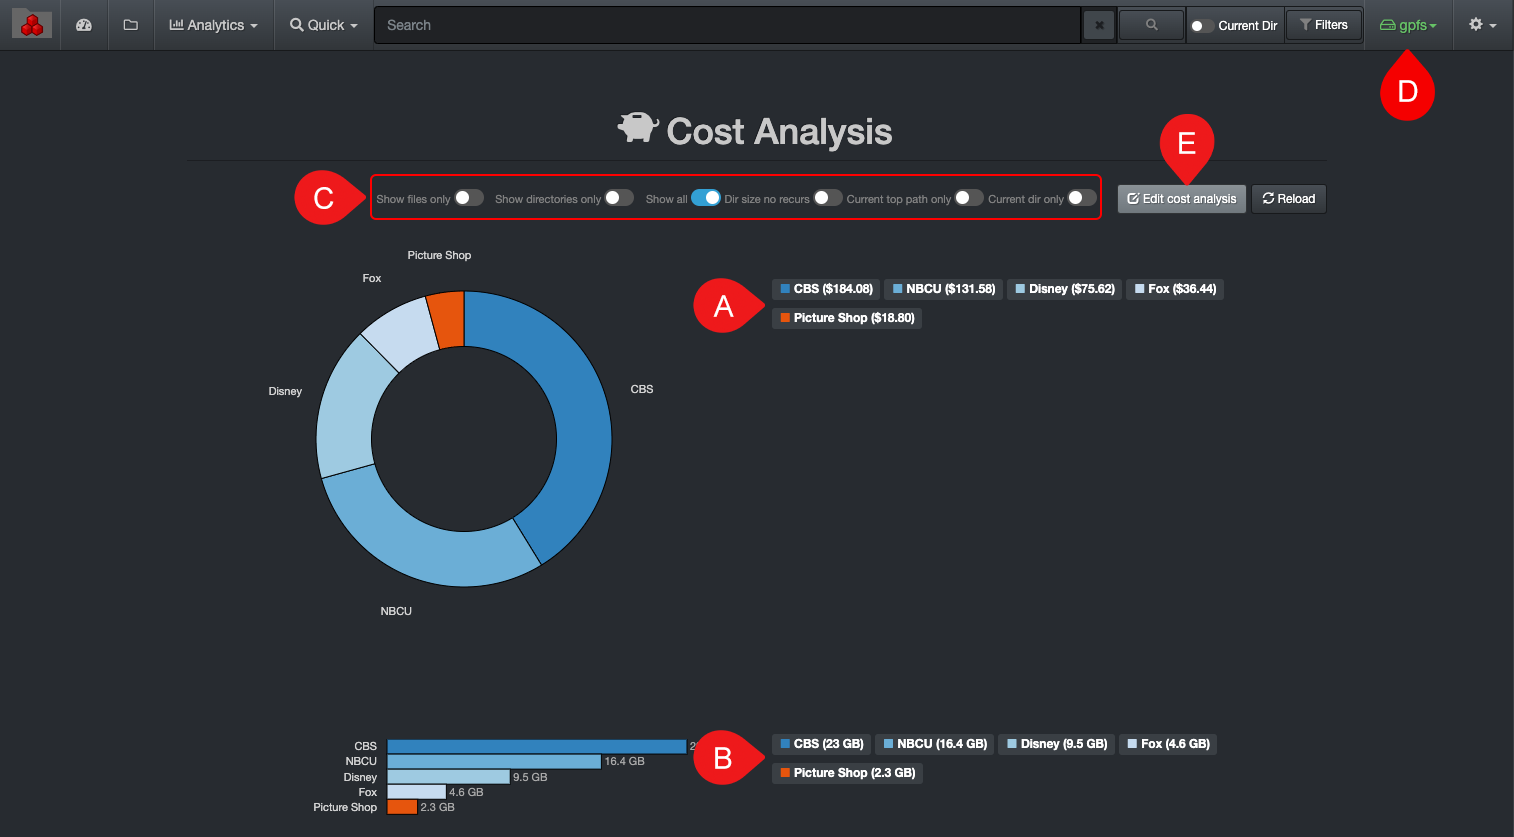 Analytics Quick Search Current Dir Filters gpfs
D
Cost Analysis
E
C
Show files only Show directories only Show all Dir size no recurs Current top path only Current dir only Edit cost analysis Reload
Picture Shop
Fox
A
CBS ($184.08) NBCU ($131.58) Disney ($75.62) Fox ($36.44)
Picture Shop ($18.80)
Disney
CBS
NBCU
CBS 2
NBCU 16.4 GB
Disney 9.5 GB
Fox 4.6 GB
Picture Shop 2.3 GB
B
CBS (23 GB) NBCU (16.4 GB) Disney (9.5 GB) Fox (4.6 GB)
Picture Shop (2.3 GB)